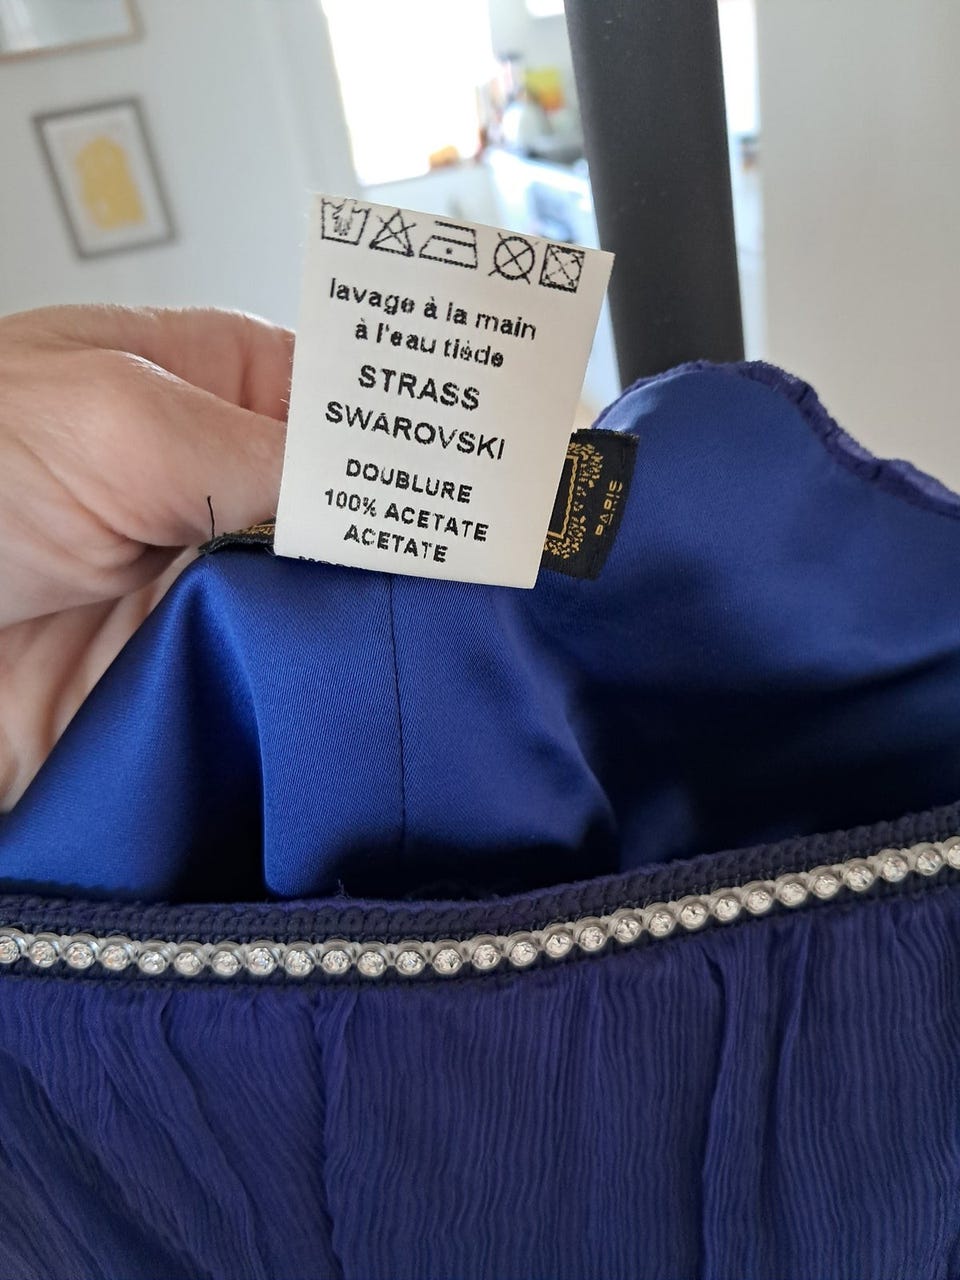 lavage à la main
à l'eau tiède
STRASS
SWAROVSKI
DOUBLURE
100% ACETATE
ACETATE
PARIS